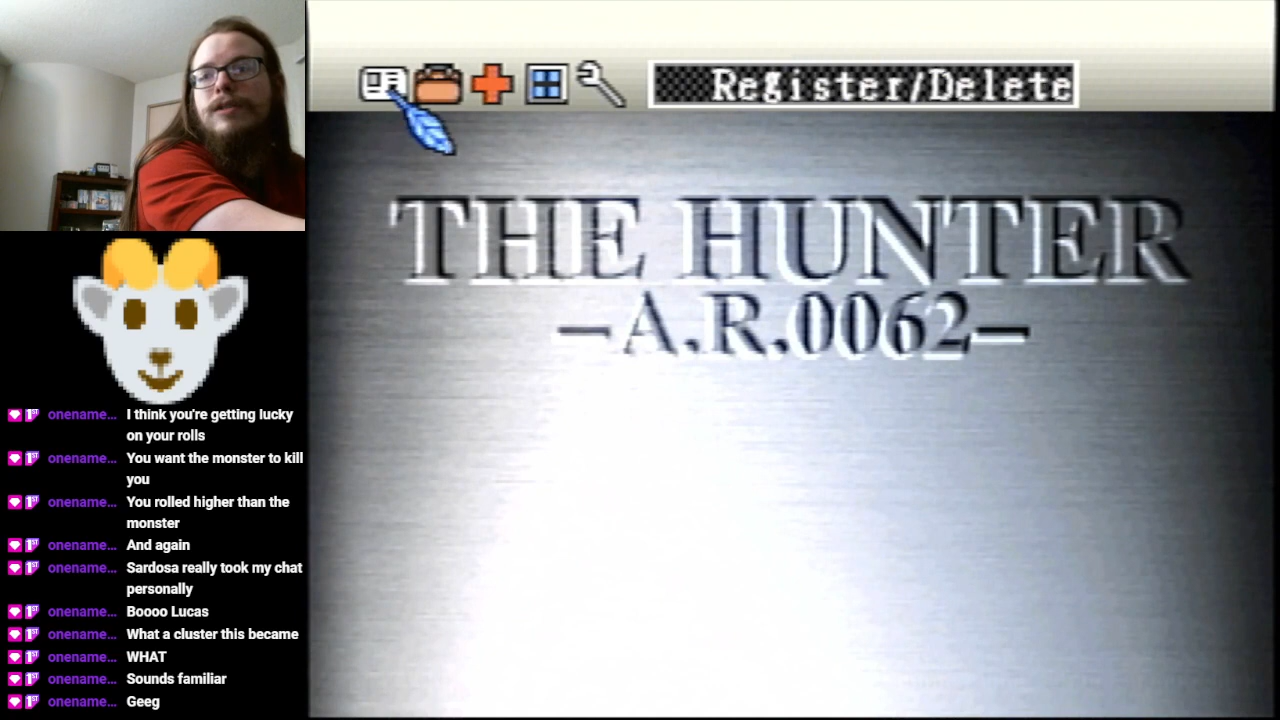 Register/Delete
THE HUNTER
–A.R.0062–
onename... I think you're getting lucky
on your rolls
onename... You want the monster to kill
you
onename... You rolled higher than the
monster
onename... And again
onename... Sardosa really took my chat
personally
onename... Boooo Lucas
onename... What a cluster this became
onename... WHAT
onename... Sounds familiar
onename... Geeg